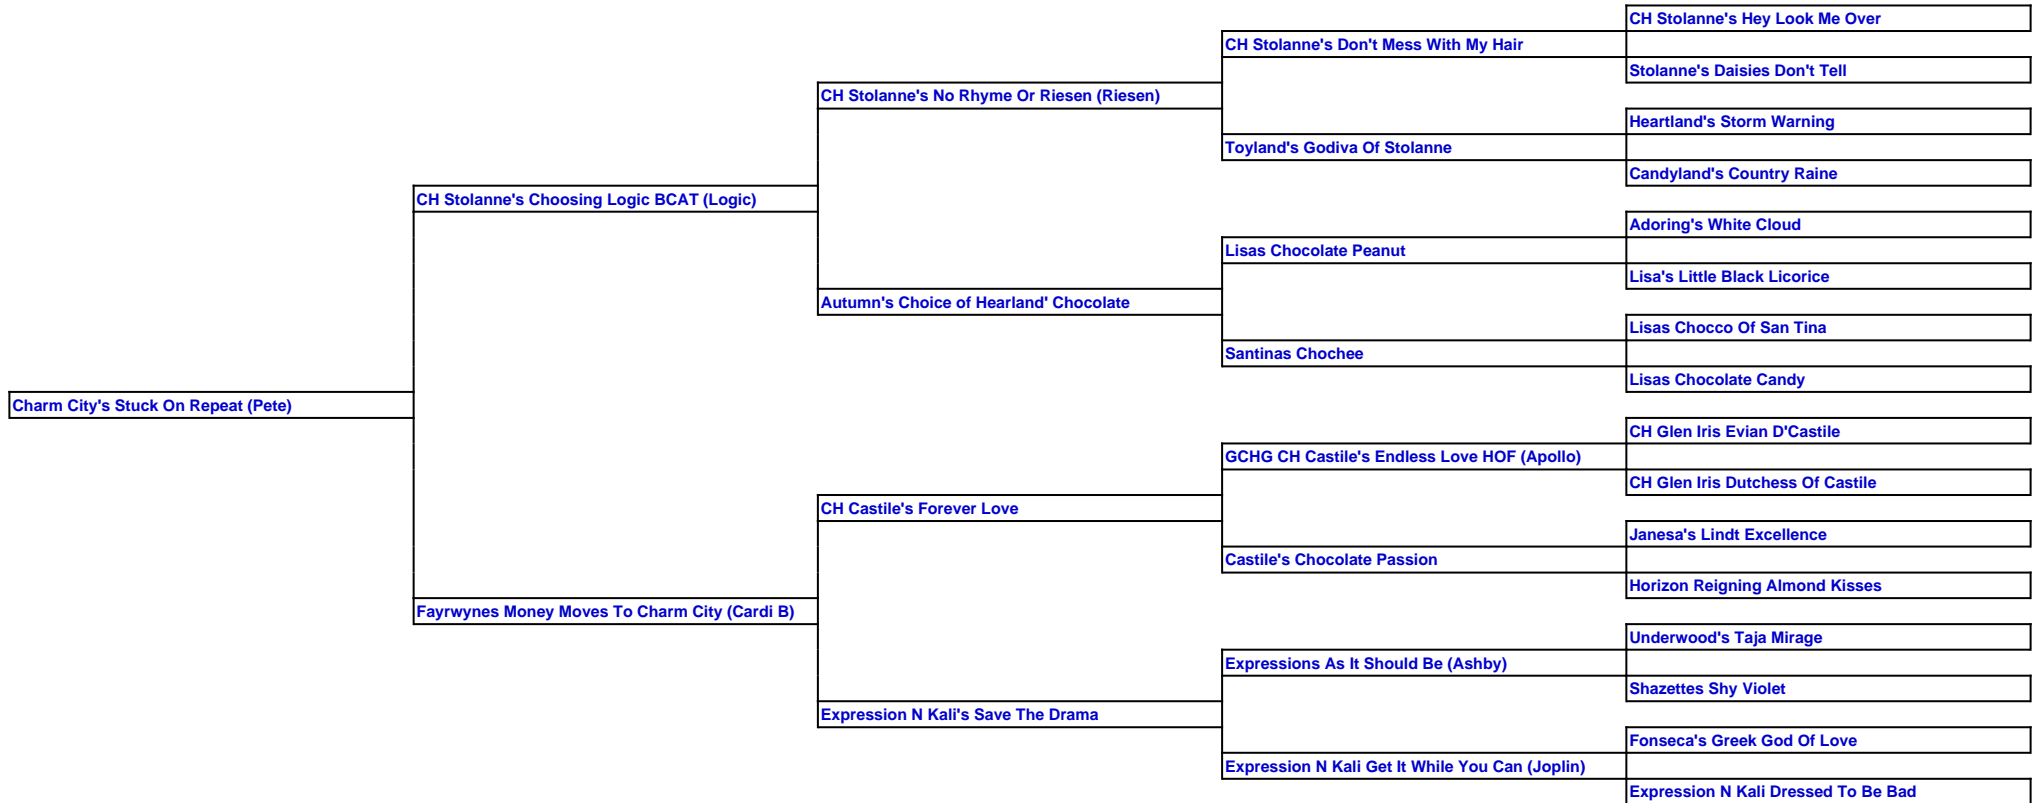 CH Stolanne's Hey Look Me Over
CH Stolanne's Don't Mess With My Hair
Stolanne's Daisies Don't Tell
CH Stolanne's No Rhyme Or Riesen (Riesen)
Heartland's Storm Warning
Toyland's Godiva Of Stolanne
Candyland's Country Raine
CH Stolanne's Choosing Logic BCAT (Logic)
Adoring's White Cloud
Lisas Chocolate Peanut
Lisa's Little Black Licorice
Autumn's Choice of Hearland' Chocolate
Lisas Chocco Of San Tina
Santinas Chochee
Lisas Chocolate Candy
Charm City's Stuck On Repeat (Pete)
CH Glen Iris Evian D'Castile
GCHG CH Castile's Endless Love HOF (Apollo)
CH Glen Iris Dutchess Of Castile
CH Castile's Forever Love
Janesa's Lindt Excellence
Castile's Chocolate Passion
Horizon Reigning Almond Kisses
Fayrwynes Money Moves To Charm City (Cardi B)
Underwood's Taja Mirage
Expressions As It Should Be (Ashby)
Shazettes Shy Violet
Expression N Kali's Save The Drama
Fonseca's Greek God Of Love
Expression N Kali Get It While You Can (Joplin)
Expression N Kali Dressed To Be Bad